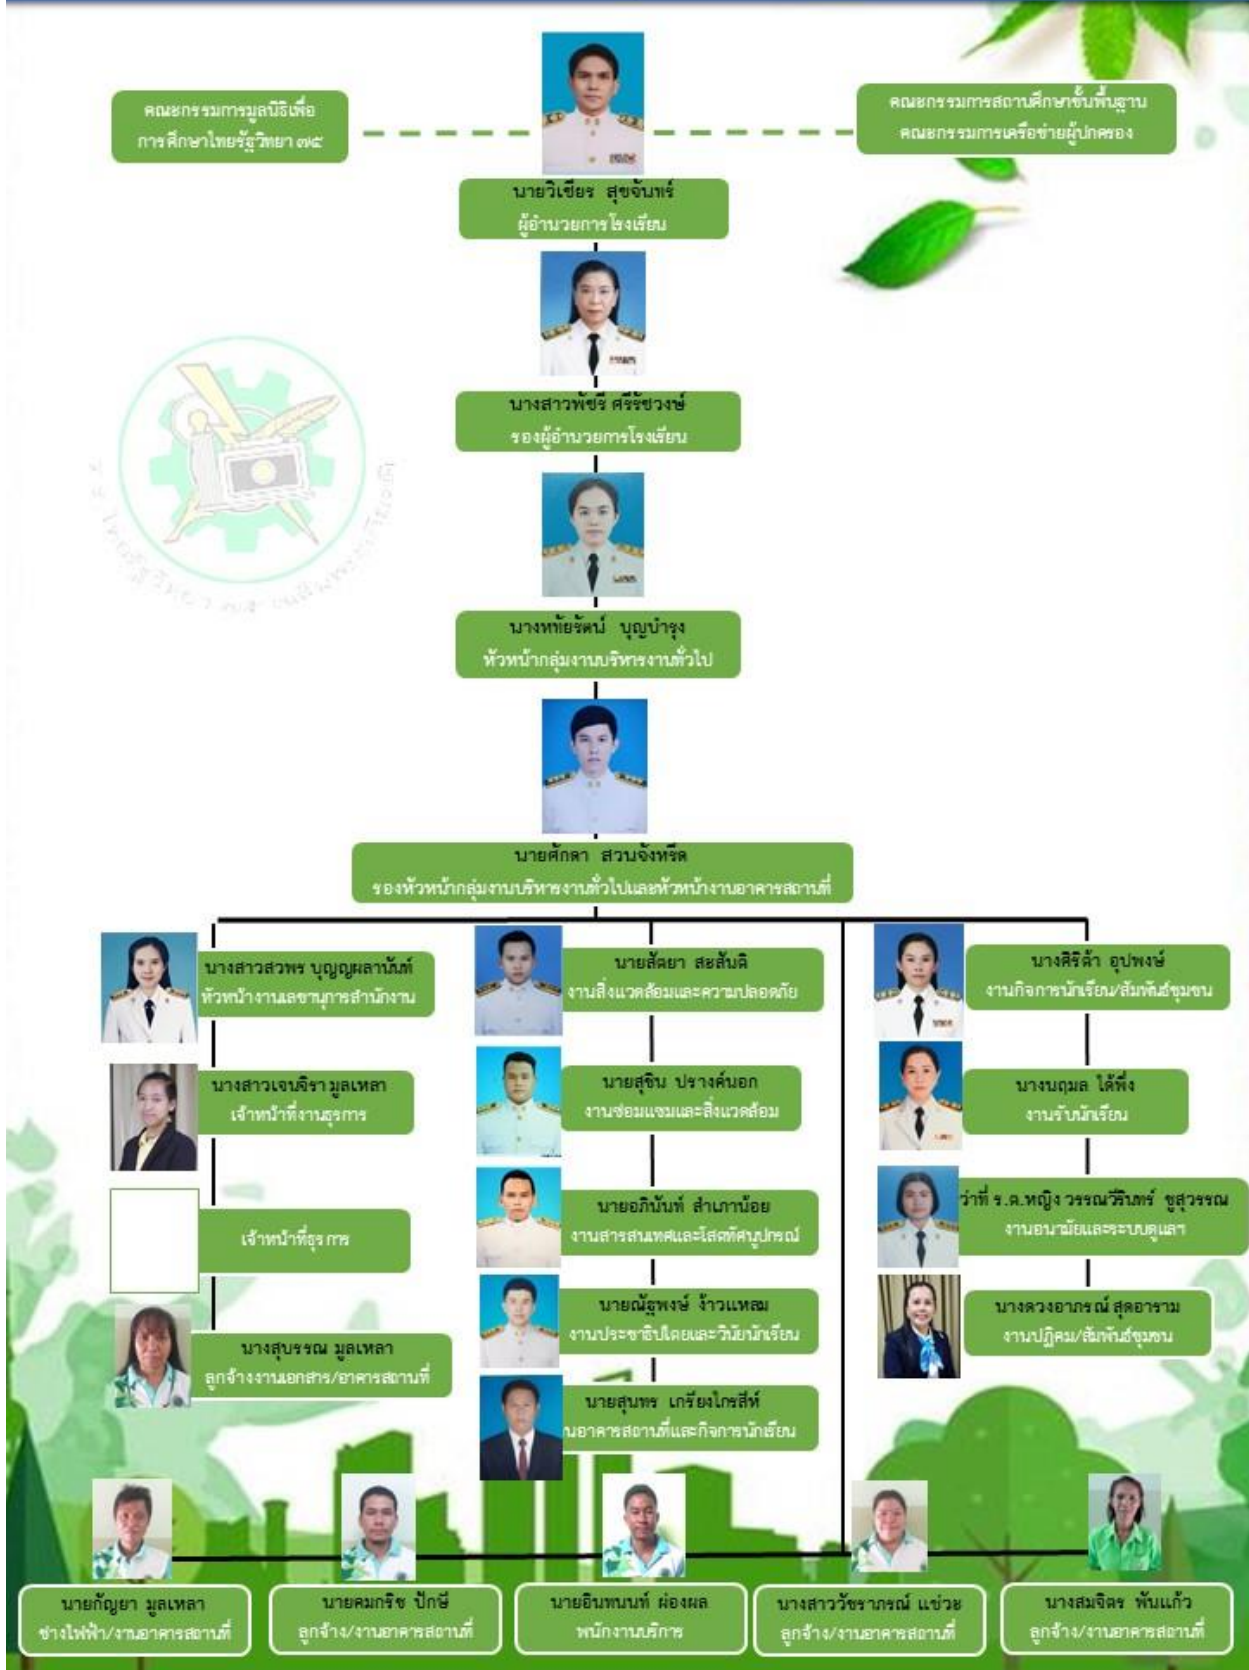 คณะกรรมการมูลนิธิเพื่อ
การศึกษาไทยรัฐวิทยา ๗๕
คณะกรรมการสถานศึกษาขั้นพื้นฐาน
คณะกรรมการเครือข่ายผู้ปกครอง
นายวิเชียร สุขจันทร์
ผู้อำนวยการโรงเรียน
นางสาวพัชรี ศรีรัชวงษ์
รองผู้อำนวยการโรงเรียน
นางหทัยรัตน์ บุญบำรุง
หัวหน้ากลุ่มงานบริหารงานทั่วไป
นายศักดา สวนจังหรีด
รองหัวหน้ากลุ่มงานบริหารงานทั่วไปและหัวหน้างานอาคารสถานที่
นางสาวสวพร บุญญผลานันท์
หัวหน้างานเลขานุการสำนักงาน
นางสาวเจนจิรา มูลเหลา
เจ้าหน้าที่งานธุรการ
เจ้าหน้าที่ธุรการ
นางสุบรรณ มูลเหลา
ลูกจ้างงานเอกสาร/อาคารสถานที่
นายสัตยา สะสันติ
งานสิ่งแวดล้อมและความปลอดภัย
นายสุชิน ปรางค์นอก
งานซ่อมแซมและสิ่งแวดล้อม
นายอภินันท์ สำเภาน้อย
งานสารสนเทศและโสตทัศนูปกรณ์
นายณัฐพงษ์ ง้าวแหลม
งานประชาธิปไตยและวินัยนักเรียน
นายสุนทร เกรียงไกรสีห์
นอาคารสถานที่และกิจการนักเรียน
นางศิริดำ อุปพงษ์
งานกิจการนักเรียน/สัมพันธ์ชุมชน
นางนฤมล ได้พึ่ง
งานรับนักเรียน
ว่าที่ ร.ต.หญิง วรรณวีรินทร์ ชูสุวรรณ
งานอนามัยและระบบดูแลฯ
นางดวงอาภรณ์ สุดอาราม
งานปฏิคม/สัมพันธ์ชุมชน
นายกัญยา มูลเหลา
ช่างไฟฟ้า/งานอาคารสถานที่
นายคมกริช ปักษี
ลูกจ้าง/งานอาคารสถานที่
นายอินทนนท์ ผ่องผล
พนักงานบริการ
นางสาววัชราภรณ์ แช่วะ
ลูกจ้าง/งานอาคารสถานที่
นางสมจิตร พันแก้ว
ลูกจ้าง/งานอาคารสถานที่